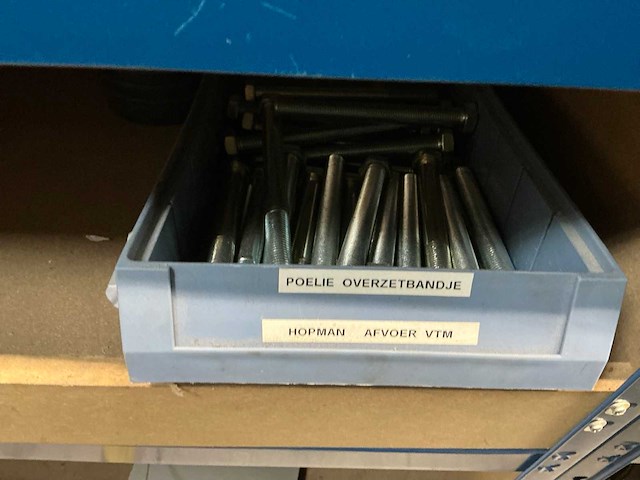 POELIE OVERZETBANDJE
HOPMAN AFVOER VTM